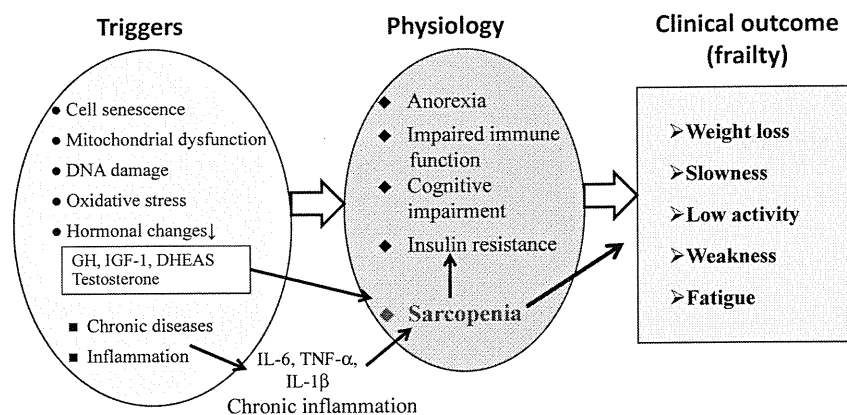 Triggers
● Cell senescence
● Mitochondrial dysfunction
● DNA damage
● Oxidative stress
● Hormonal changes↓
GH, IGF-1, DHEAS
Testosterone
■ Chronic diseases
■ Inflammation
IL-6, TNF-α,
IL-1β
Chronic inflammation
Physiology
◆ Anorexia
◆ Impaired immune
function
◆ Cognitive
impairment
◆ Insulin resistance
◆ Sarcopenia
Clinical outcome
(frailty)
➢Weight loss
➢Slowness
➢Low activity
➢Weakness
➢Fatigue